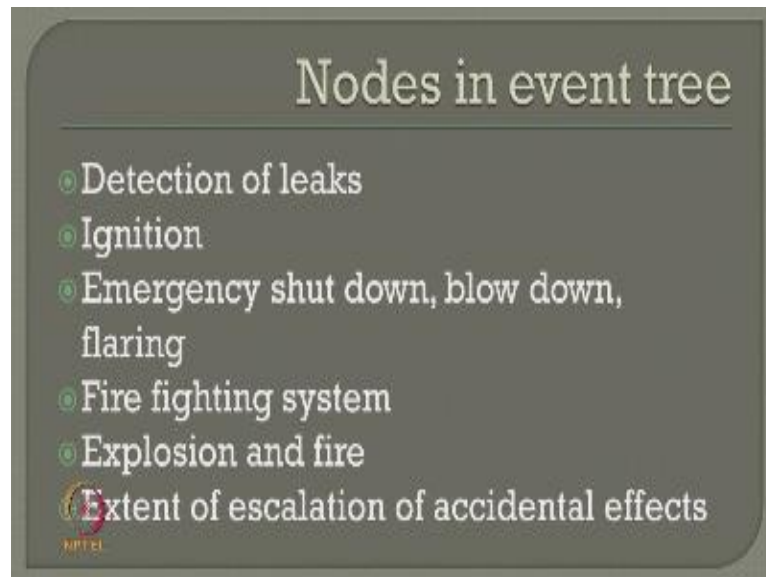 Nodes in event tree
Detection of leaks
Ignition
Emergency shut down, blow down,
flaring
Fire fighting system
Explosion and fire
Extent of escalation of accidental effects
NPTEL